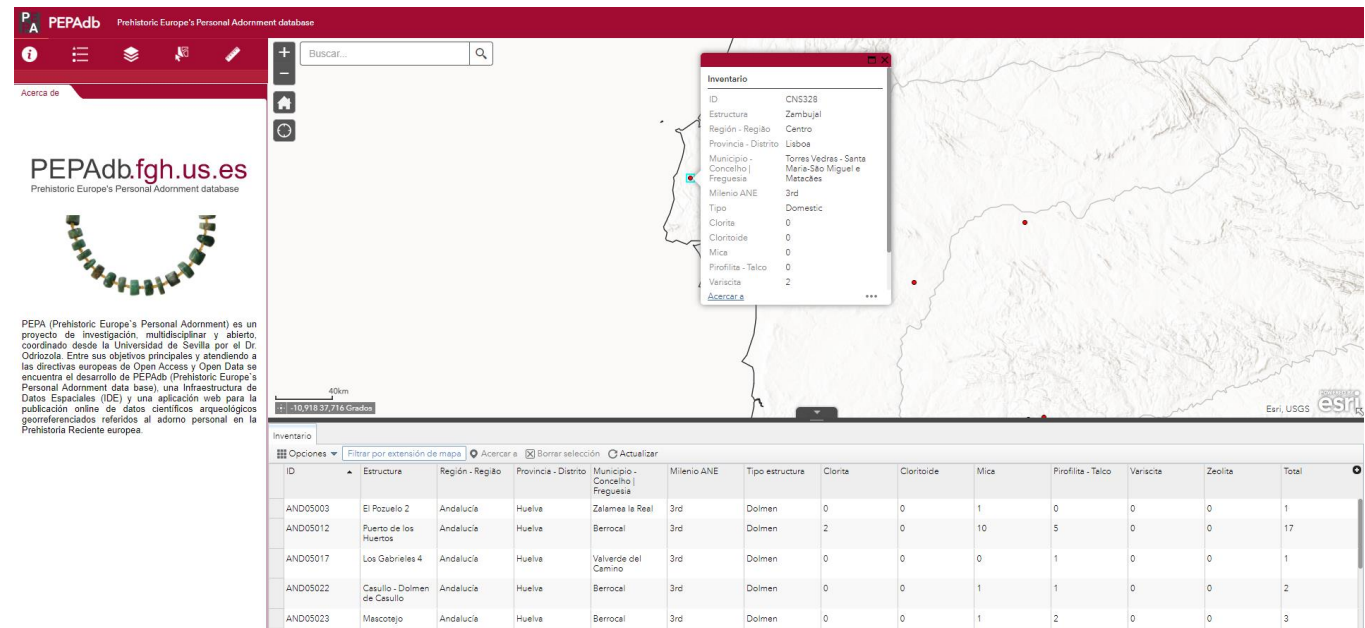 PEPAdb Prehistoric Europe's Personal Adornment database
Acerca de
PEPAdb.fgh.us.es
Prehistoric Europe's Personal Adornment database
PEPA (Prehistoric Europe`s Personal Adornment) es un
proyecto de investigación, multidisciplinar y abierto,
coordinado desde la Universidad de Sevilla por el Dr.
Odriozola. Entre sus objetivos principales y atendiendo a
las directivas europeas de Open Access y Open Data se
encuentra el desarrollo de PEPAdb (Prehistoric Europe`s
Personal Adornment data base), una Infraestructura de
Datos Espaciales (IDE) y una aplicación web para la
publicación online de datos científicos arqueológicos
georreferenciados referidos al adorno personal en la
Prehistoria Reciente europea.
Buscar...
Inventario
ID CNS328
Estructura Zambujal
Región - Região Centro
Provincia - Distrito Lisboa
Municipio - Concelho | Freguesia Torres Vedras - Santa Maria-São Miguel e Matacães
Milenio ANE 3rd
Tipo Domestic
Clorita 0
Cloritoide 0
Mica 0
Pirofilita - Talco 0
Variscita 2
Acercar a
40km
-10,918 37,716 Grados
Esri, USGS
esri
Inventario
Opciones Filtrar por extensión de mapa Acercar a Borrar selección Actualizar
ID Estructura Región - Região Provincia - Distrito Municipio - Concelho | Freguesia Milenio ANE Tipo estructura Clorita Cloritoide Mica Pirofilita - Talco Variscita Zeolita Total
AND05003 El Pozuelo 2 Andalucía Huelva Zalamea la Real 3rd Dolmen 0 0 1 0 0 0 1
AND05012 Puerto de los Huertos Andalucía Huelva Berrocal 3rd Dolmen 2 0 10 5 0 0 17
AND05017 Los Gabrieles 4 Andalucía Huelva Valverde del Camino 3rd Dolmen 0 0 0 1 0 0 1
AND05022 Casullo - Dolmen de Casullo Andalucía Huelva Berrocal 3rd Dolmen 0 0 1 1 0 0 2
AND05023 Mascotejo Andalucía Huelva Berrocal 3rd Dolmen 0 0 1 2 0 0 3